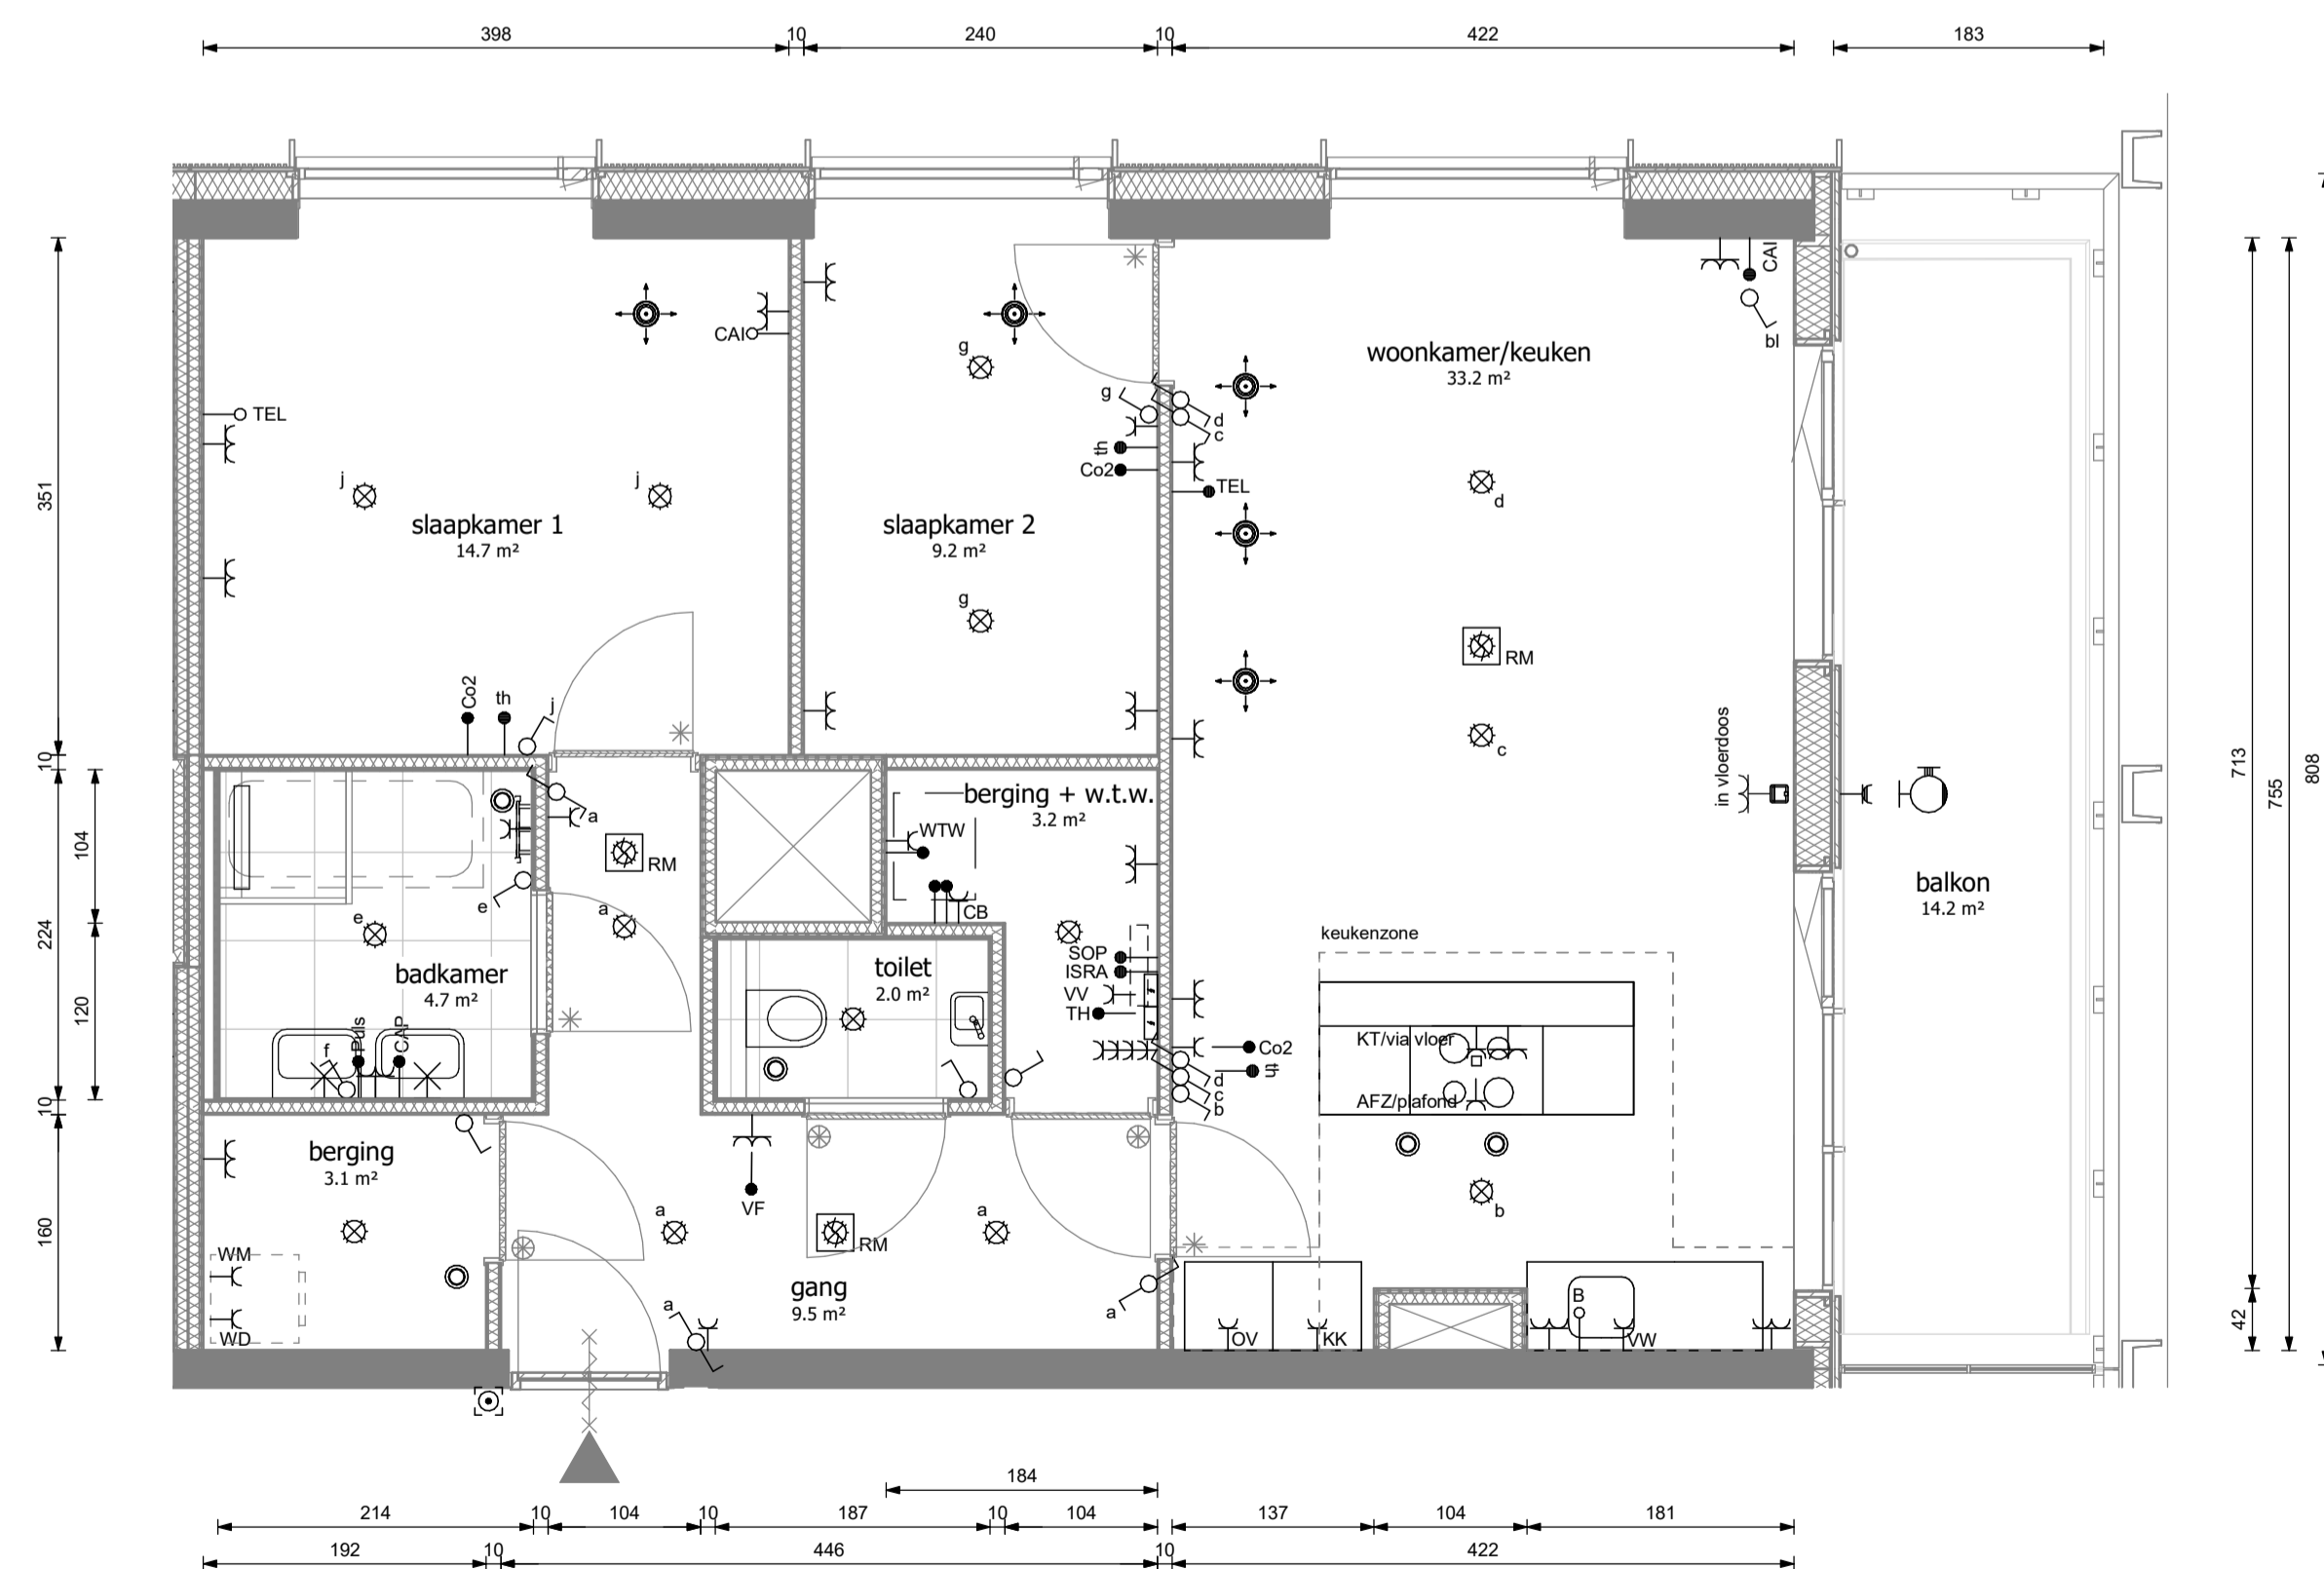 398
10
240
10
422
183
CAI
CAI
bl
g
woonkamer/keuken
33.2 m²
g
d
c
TEL
th
Co2
TEL
j
j
d
slaapkamer 1
14.7 m²
slaapkamer 2
9.2 m²
351
g
RM
Co2
th
j
c
in vloerdoos
10
713
755
808
berging + w.t.w.
3.2 m²
WTW
a
104
RM
balkon
14.2 m²
e
a
CB
e
224
keukenzone
SOP
ISRA
VV
TH
badkamer
4.7 m²
toilet
2.0 m²
120
Puls
CAP
f
KT/via vloer
Co2
th
d
c
b
AFZ/plafond
10
berging
3.1 m²
VF
a
a
b
160
RM
WM
WD
gang
9.5 m²
a
a
B
OV
KK
VW
42
184
214
10
104
10
187
10
104
137
104
181
192
10
446
10
422